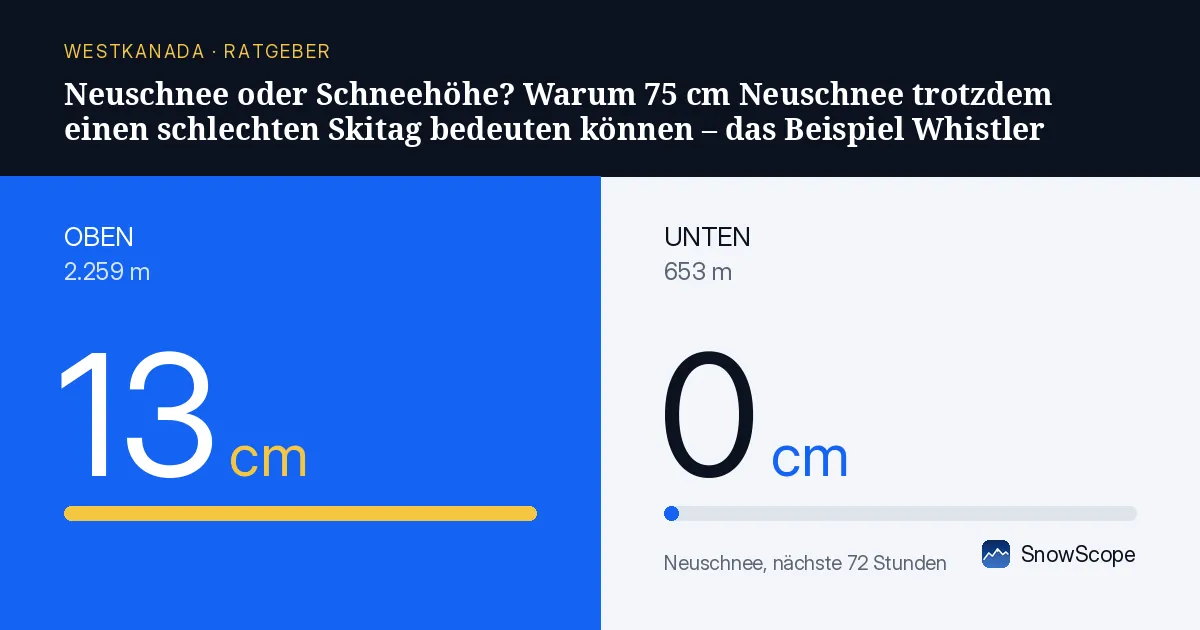 WESTKANADA · RATGEBER
Neuschnee oder Schneehöhe? Warum 75 cm Neuschnee trotzdem
einen schlechten Skitag bedeuten können – das Beispiel Whistler
OBEN
2.259 m
13 cm
UNTEN
653 m
0 cm
Neuschnee, nächste 72 Stunden
SnowScope